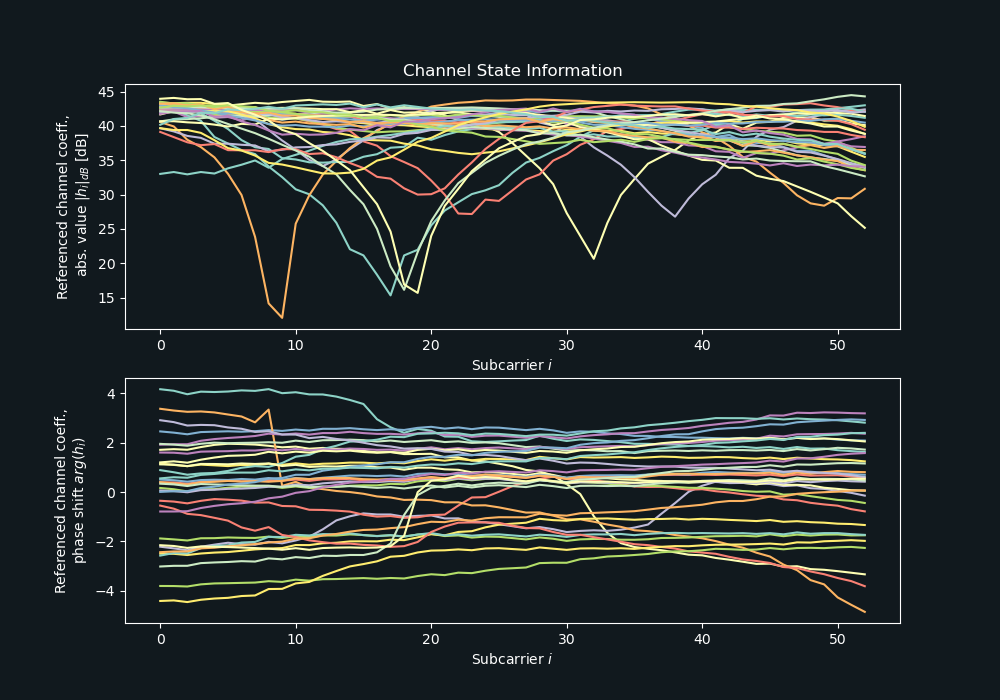 Channel State Information
Referenced channel coeff.,
abs. value |h_i|_dB [dB]
45
40
35
30
25
20
15
0 10 20 30 40 50
Subcarrier i
Referenced channel coeff.,
phase shift arg(h_i)
4
2
0
−2
−4
0 10 20 30 40 50
Subcarrier i